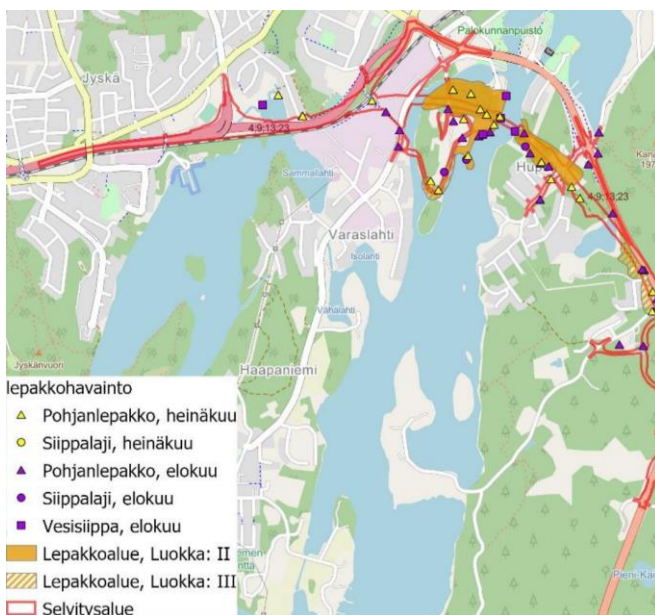 Palokunnanpuisto
Jyskä
4;9;13;23
Sammallahti
Varaslahti
Isolahti
4;9;13;23
Vähälahti
Haapaniemi
Jyskänvuori
lepakkohavainto
Pohjanlepakko, heinäkuu
Siippalaji, heinäkuu
Pohjanlepakko, elokuu
Siippalaji, elokuu
Vesisiippa, elokuu
Lepakkoalue, Luokka: II
Lepakkoalue, Luokka: III
Selvitysalue